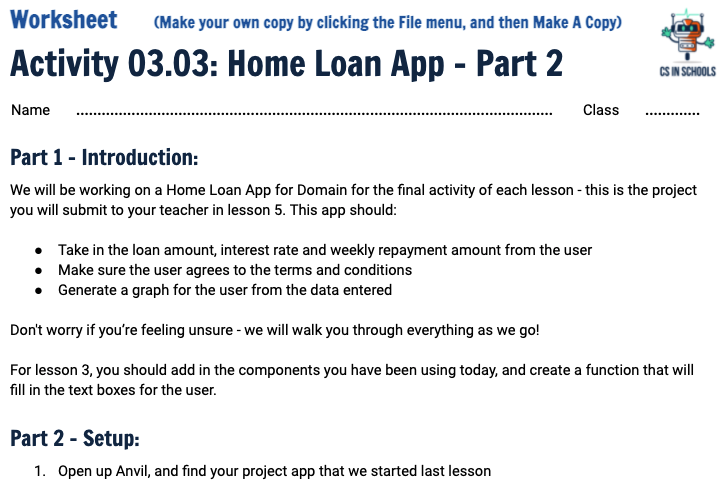 Worksheet (Make your own copy by clicking the File menu, and then Make A Copy)
Activity 03.03: Home Loan App - Part 2
CS IN SCHOOLS
Name ........................................................................................................ Class .............
Part 1 - Introduction:
We will be working on a Home Loan App for Domain for the final activity of each lesson - this is the project
you will submit to your teacher in lesson 5. This app should:
● Take in the loan amount, interest rate and weekly repayment amount from the user
● Make sure the user agrees to the terms and conditions
● Generate a graph for the user from the data entered
Don't worry if you’re feeling unsure - we will walk you through everything as we go!
For lesson 3, you should add in the components you have been using today, and create a function that will
fill in the text boxes for the user.
Part 2 - Setup:
1. Open up Anvil, and find your project app that we started last lesson